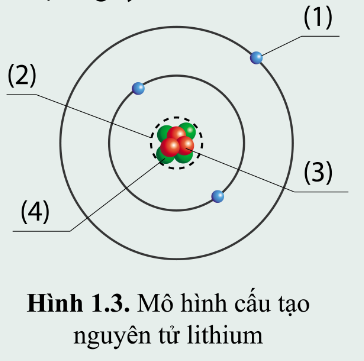 (1)
(2)
(3)
(4)
Hình 1.3. Mô hình cấu tạo
nguyên tử lithium